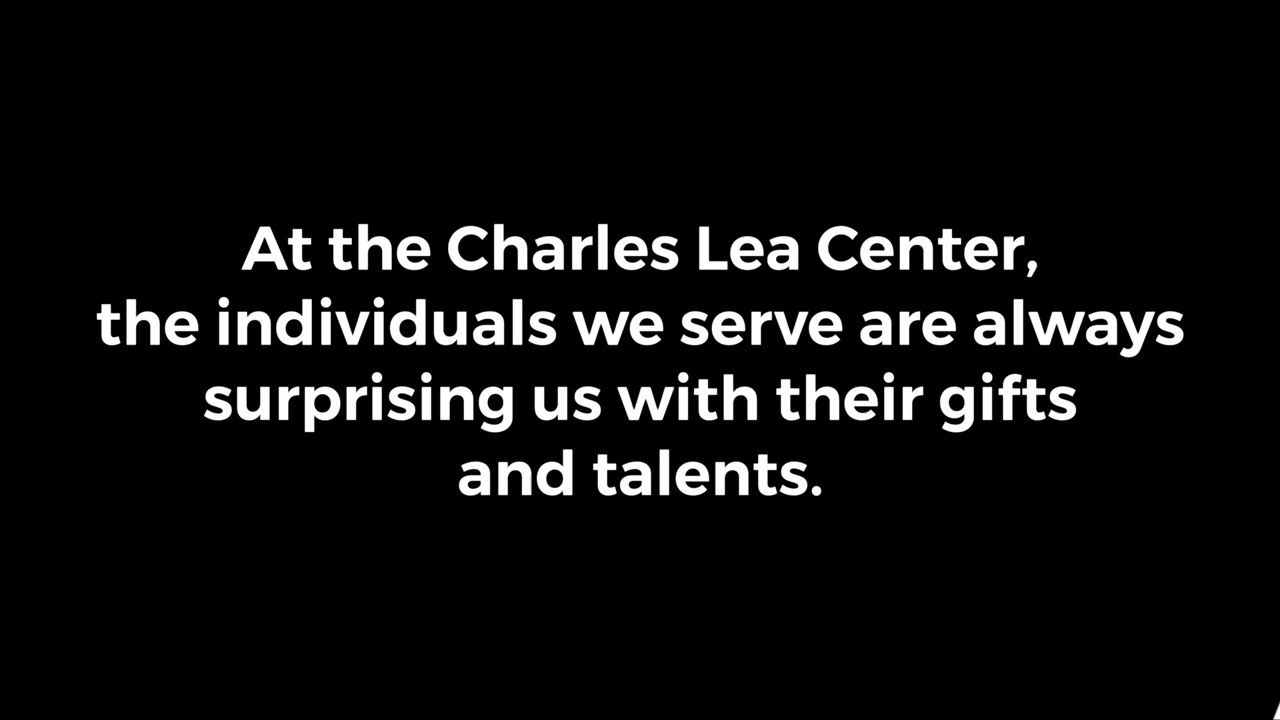 At the Charles Lea Center,
the individuals we serve are always
surprising us with their gifts
and talents.